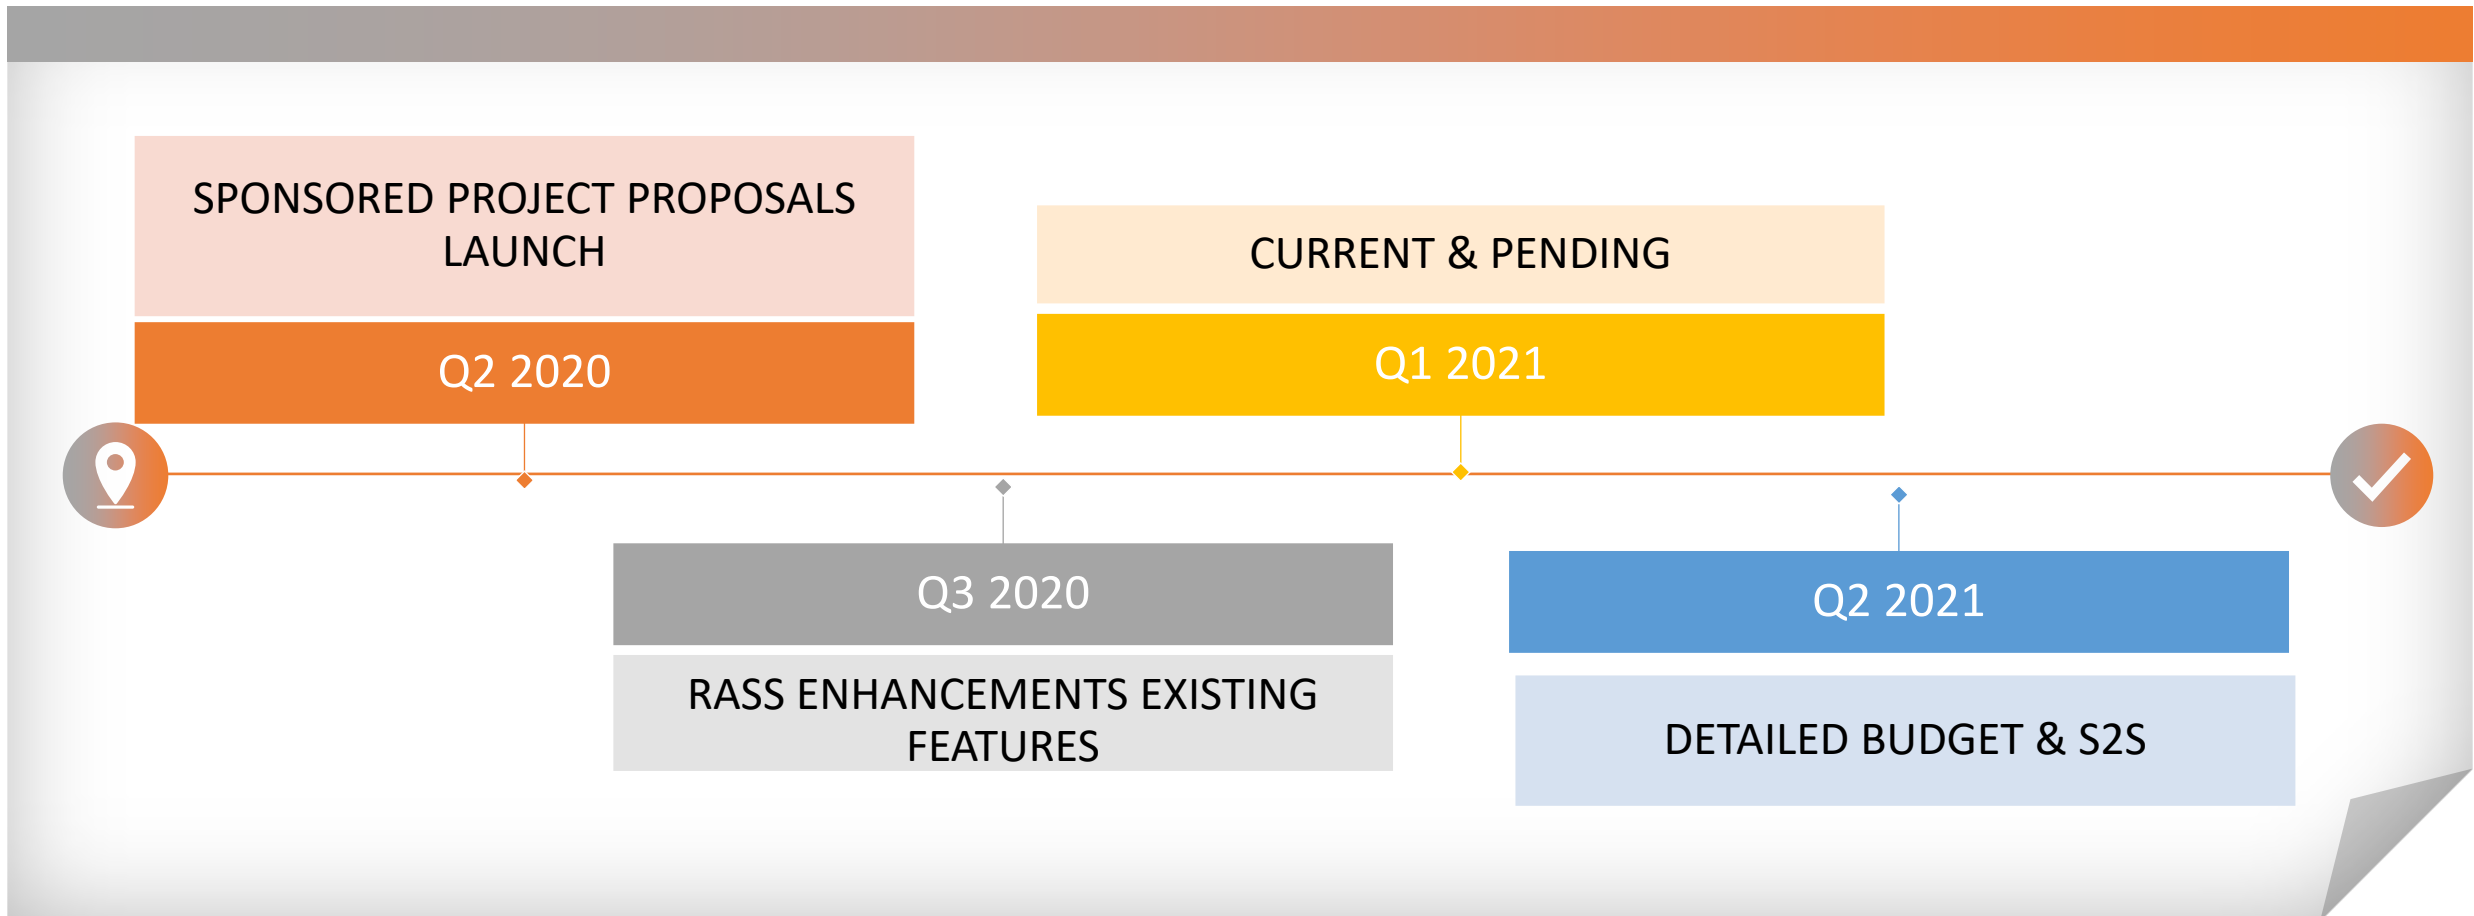 SPONSORED PROJECT PROPOSALS
LAUNCH
Q2 2020
CURRENT & PENDING
Q1 2021
Q3 2020
RASS ENHANCEMENTS EXISTING
FEATURES
Q2 2021
DETAILED BUDGET & S2S